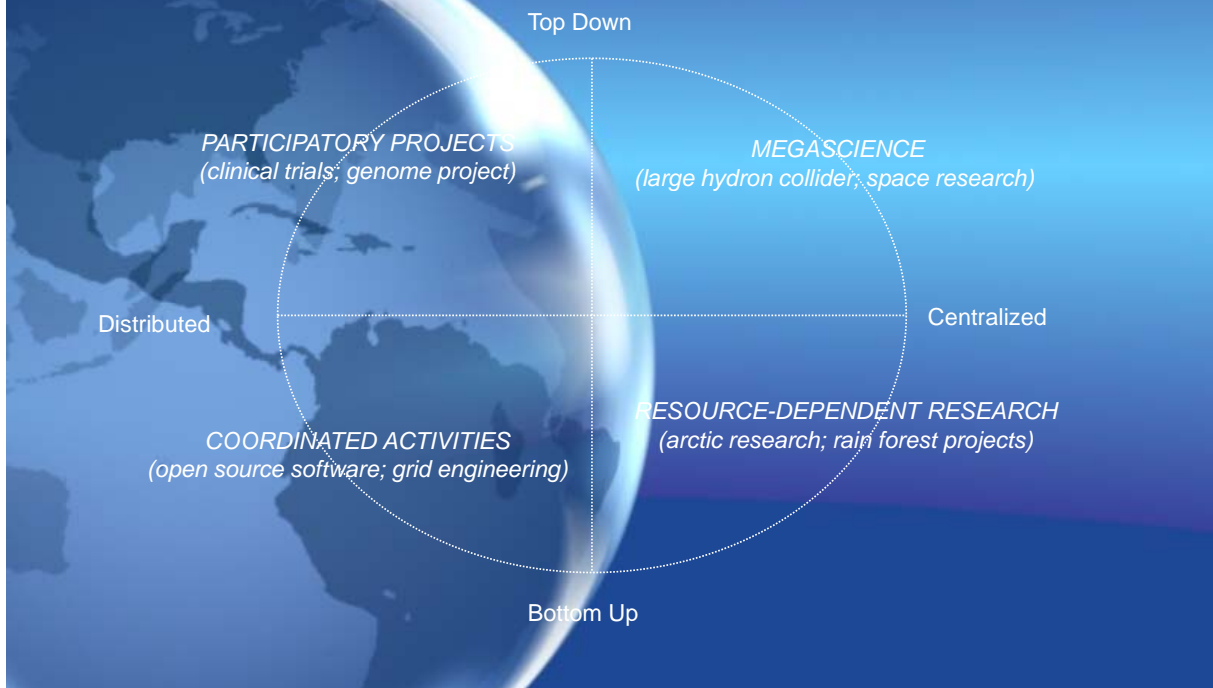 Top Down
PARTICIPATORY PROJECTS
(clinical trials; genome project)
MEGASCIENCE
(large hydron collider; space research)
Distributed
Centralized
COORDINATED ACTIVITIES
(open source software; grid engineering)
RESOURCE-DEPENDENT RESEARCH
(arctic research; rain forest projects)
Bottom Up